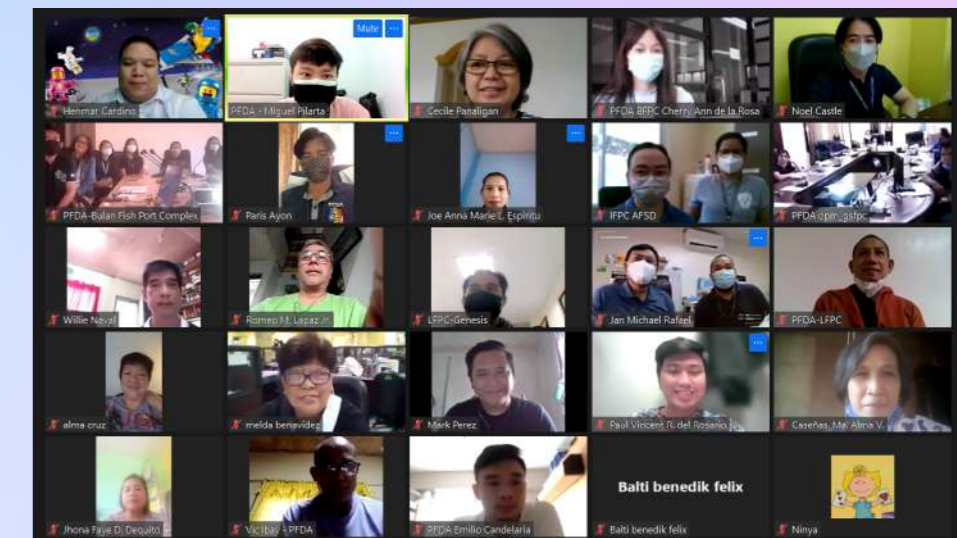 Henmar Cardino
Mute
PFDA - Miguel Pilarta
Cecile Panaligan
PFDA BFPC Cherry Ann de la Rosa
Noel Castle
PFDA-Bulan Fish Port Complex
Paris Ayon
Joe Anna Marie L. Espiritu
IFPC AFSD
PFDA opm_gsfpc
Willie Naval
Romeo M. Lapaz Jr.
LFPC-Genesis
Jan Michael Rafael
PFDA-LFPC
alma cruz
melda benavidez
Mark Perez
Paul Vincent R. del Rosario
Caseñas, Ma. Alma V.
Jhona Faye D. Dequito
Vic Ibay - PFDA
PFDA Emilio Candelaria
Balti benedik felix
Balti benedik felix
Ninya